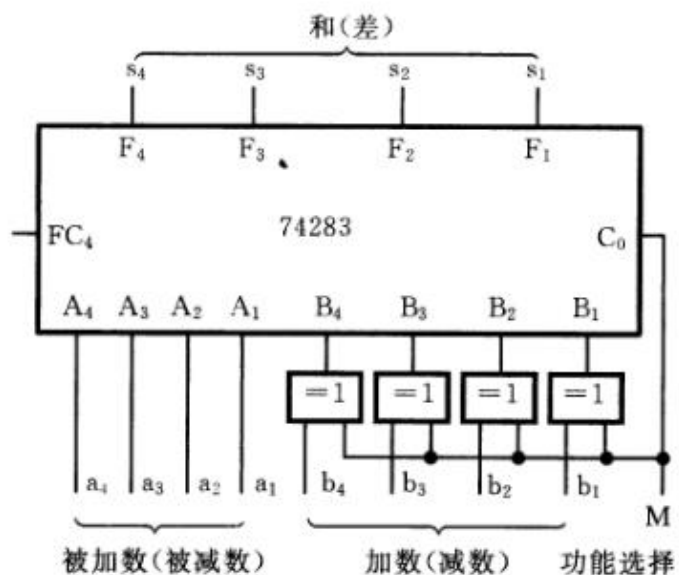 和(差)
s₄ s₃ s₂ s₁
F₄ F₃ F₂ F₁
FC₄ 74283 C₀
A₄ A₃ A₂ A₁ B₄ B₃ B₂ B₁
=1 =1 =1 =1
a₄ a₃ a₂ a₁ b₄ b₃ b₂ b₁ M
被加数(被减数) 加数(减数) 功能选择